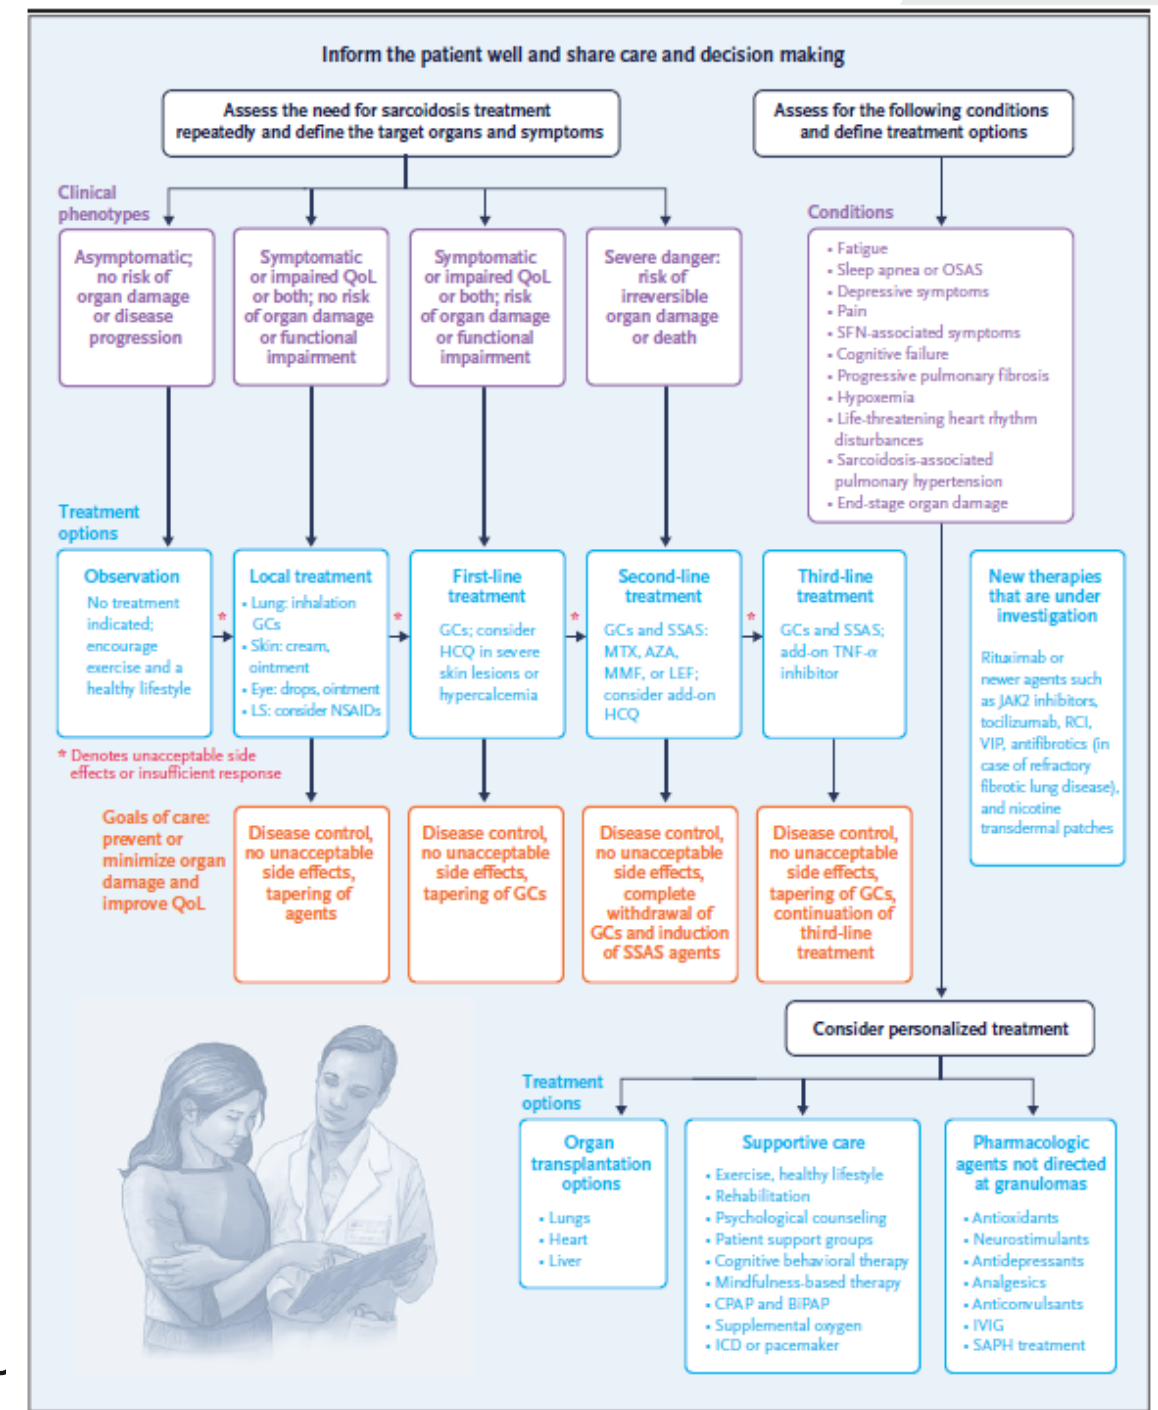 Inform the patient well and share care and decision making
Assess the need for sarcoidosis treatment
repeatedly and define the target organs and symptoms
Assess for the following conditions
and define treatment options
Clinical
phenotypes
Asymptomatic;
no risk of
organ damage
or disease
progression
Symptomatic
or impaired QoL
or both; no risk
of organ damage
or functional
impairment
Symptomatic
or impaired QoL
or both; risk
of organ damage
or functional
impairment
Severe danger:
risk of
irreversible
organ damage
or death
Conditions
• Fatigue
• Sleep apnea or OSAS
• Depressive symptoms
• Pain
• SFN-associated symptoms
• Cognitive failure
• Progressive pulmonary fibrosis
• Hypoxemia
• Life-threatening heart rhythm
disturbances
• Sarcoidosis-associated
pulmonary hypertension
• End-stage organ damage
Treatment
options
Observation
No treatment
indicated;
encourage
exercise and a
healthy lifestyle
*
Local treatment
• Lung: inhalation
GCs
• Skin: cream,
ointment
• Eye: drops, ointment
• LS: consider NSAIDs
*
First-line
treatment
GCs; consider
HCQ in severe
skin lesions or
hypercalcemia
*
Second-line
treatment
GCs and SSAS:
MTX, AZA,
MMF, or LEF;
consider add-on
HCQ
*
Third-line
treatment
GCs and SSAS;
add-on TNF-α
inhibitor
New therapies
that are under
investigation
Rituximab or
newer agents such
as JAK2 inhibitors,
tocilizumab, RCI,
VIP, antifibrotics (in
case of refractory
fibrotic lung disease),
and nicotine
transdermal patches
* Denotes unacceptable side
effects or insufficient response
Goals of care:
prevent or
minimize organ
damage and
improve QoL
Disease control,
no unacceptable
side effects,
tapering of
agents
Disease control,
no unacceptable
side effects,
tapering of GCs
Disease control,
no unacceptable
side effects,
complete
withdrawal of
GCs and induction
of SSAS agents
Disease control,
no unacceptable
side effects,
tapering of GCs,
continuation of
third-line
treatment
Consider personalized treatment
Treatment
options
Organ
transplantation
options
• Lungs
• Heart
• Liver
Supportive care
• Exercise, healthy lifestyle
• Rehabilitation
• Psychological counseling
• Patient support groups
• Cognitive behavioral therapy
• Mindfulness-based therapy
• CPAP and BiPAP
• Supplemental oxygen
• ICD or pacemaker
Pharmacologic
agents not directed
at granulomas
• Antioxidants
• Neurostimulants
• Antidepressants
• Analgesics
• Anticonvulsants
• IVIG
• SAPH treatment